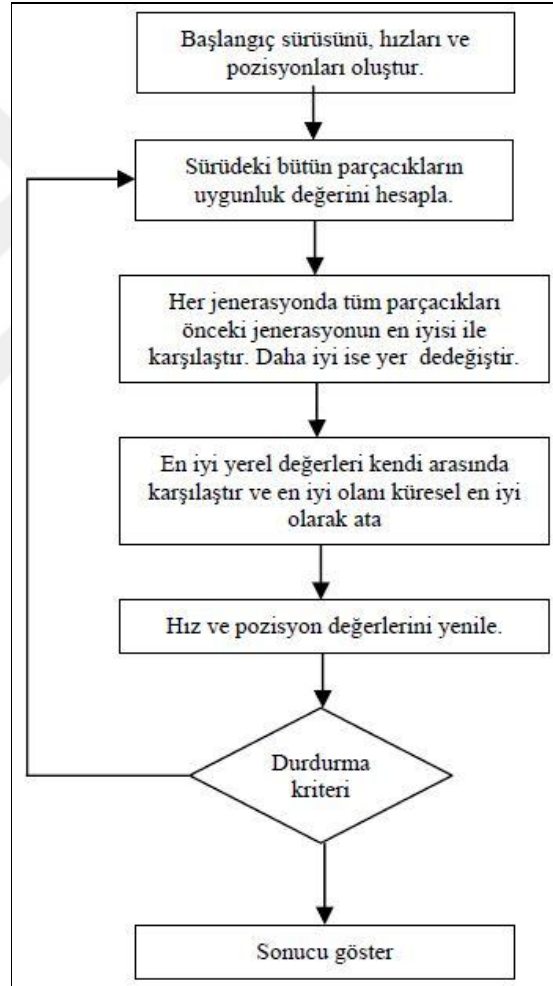 Başlangıç sürüsünü, hızları ve
pozisyonları oluştur.
Sürüdeki bütün parçacıkların
uygunluk değerini hesapla.
Her jenerasyonda tüm parçacıkları
önceki jenerasyonun en iyisi ile
karşılaştır. Daha iyi ise yer dedeğiştir.
En iyi yerel değerleri kendi arasında
karşılaştır ve en iyi olanı küresel en iyi
olarak ata
Hız ve pozisyon değerlerini yenile.
Durdurma
kriteri
Sonucu göster